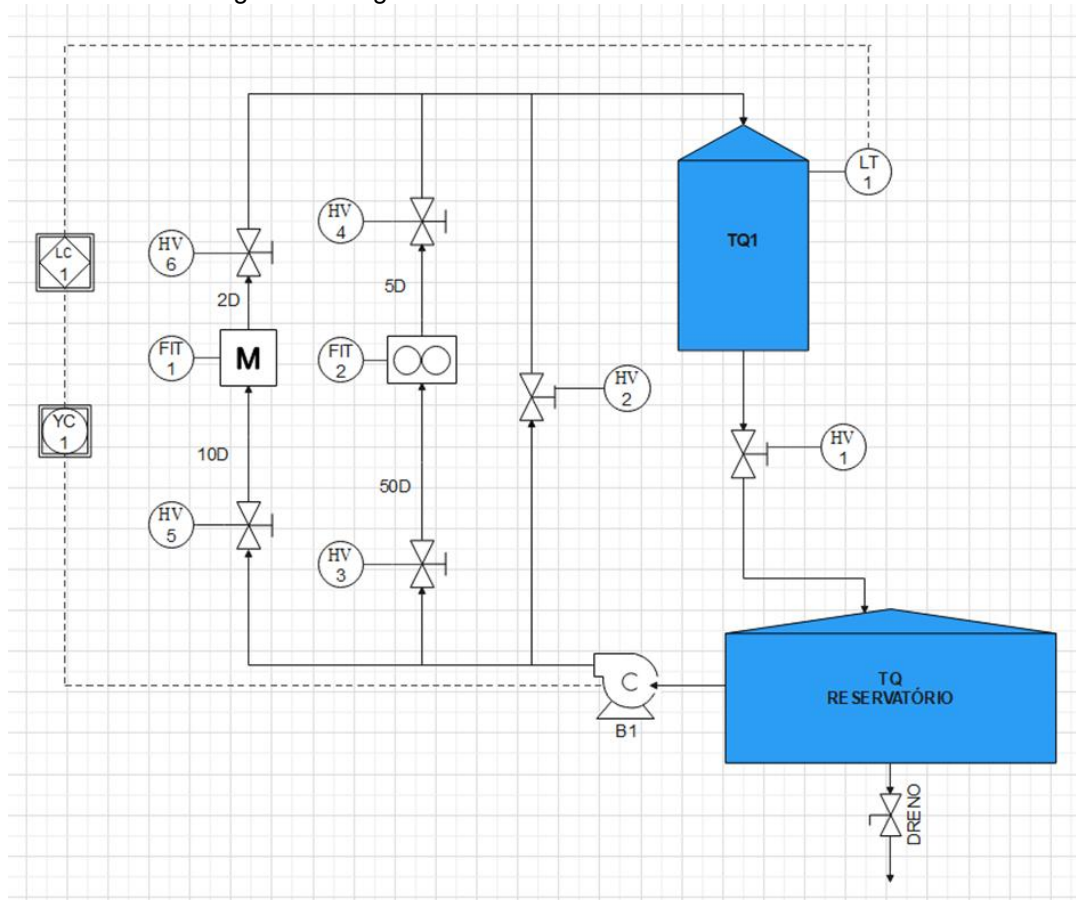 LT
1
HV
4
TQ1
LC
1
HV
6
5D
2D
FIT
1
M
FIT
2
HV
2
YC
1
HV
1
10D
50D
HV
5
HV
3
TQ
RESERVATÓRIO
C
B1
DRENO